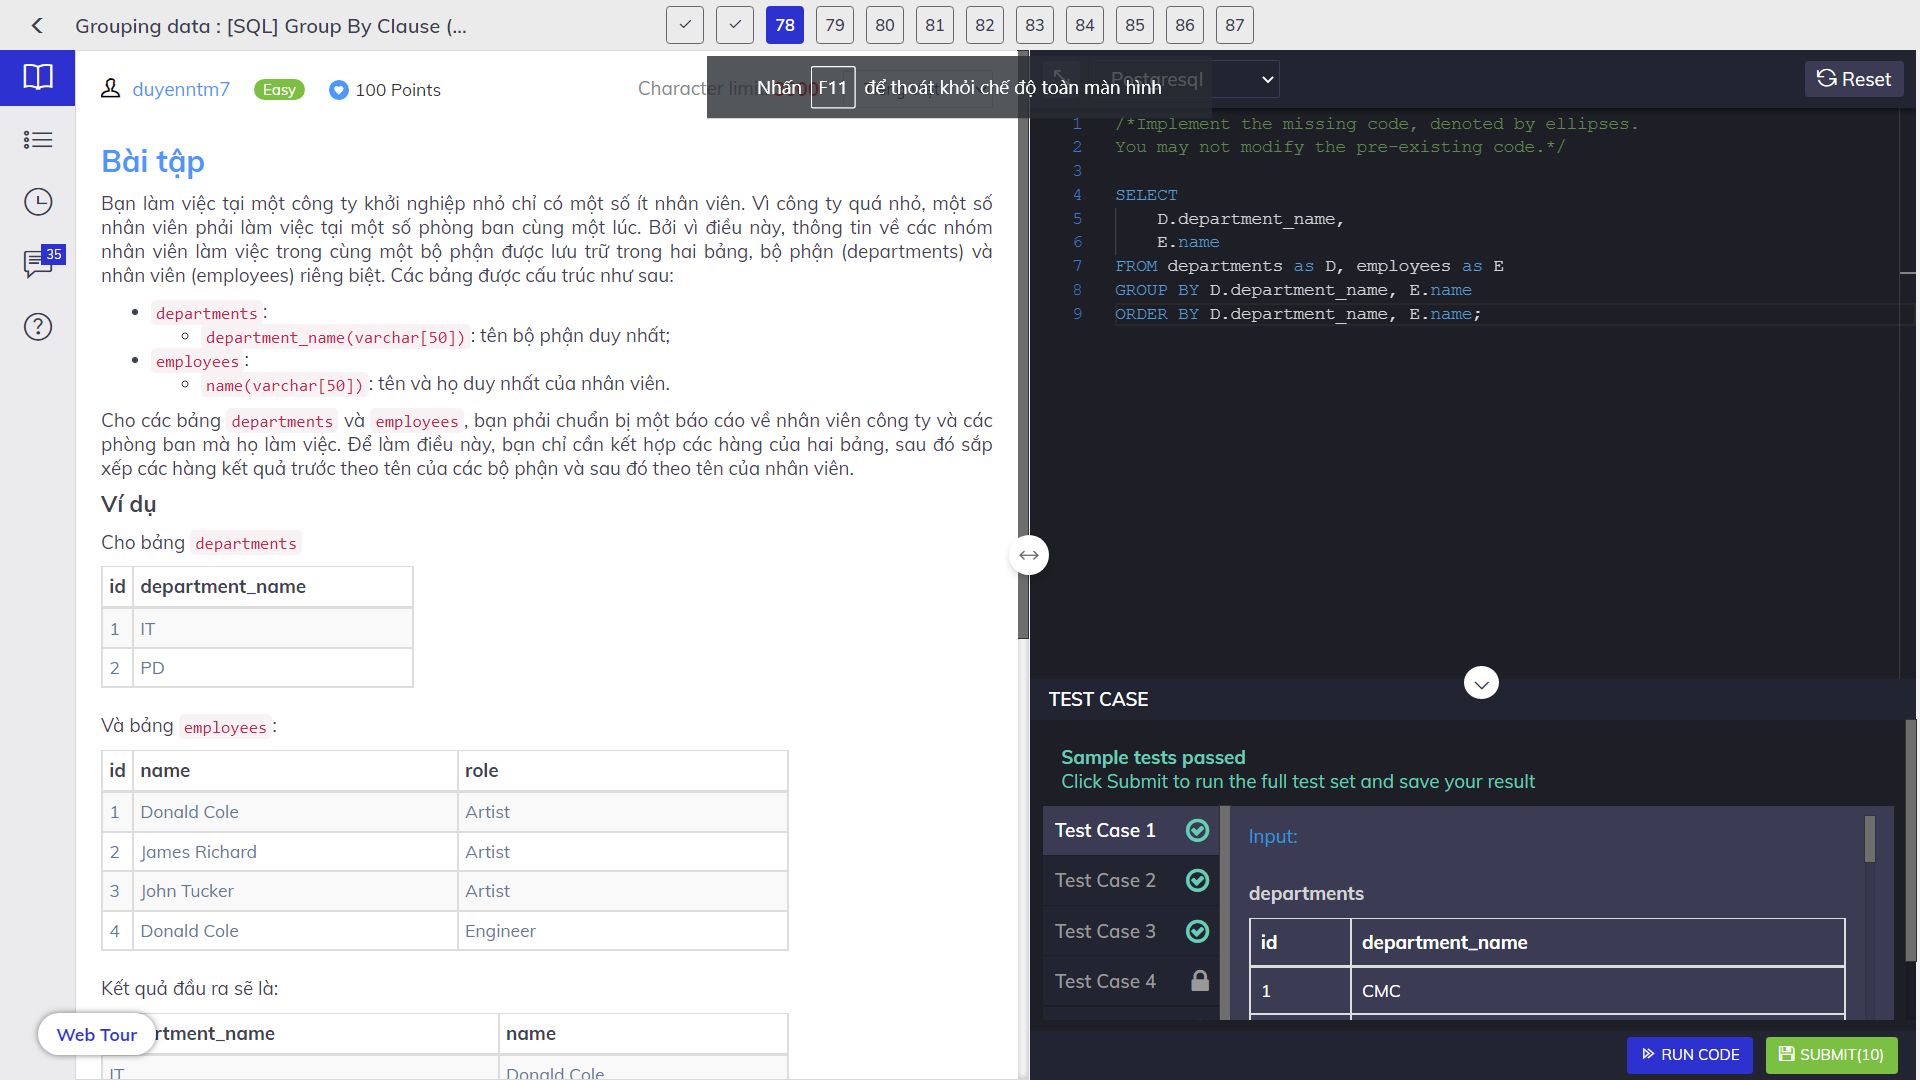 Grouping data : [SQL] Group By Clause (...
78 79 80 81 82 83 84 85 86 87
duyenntm7 Easy 100 Points
Nhấn F11 để thoát khỏi chế độ toàn màn hình
Bài tập
Bạn làm việc tại một công ty khởi nghiệp nhỏ chỉ có một số ít nhân viên. Vì công ty quá nhỏ, một số
nhân viên phải làm việc tại một số phòng ban cùng một lúc. Bởi vì điều này, thông tin về các nhóm
nhân viên làm việc trong cùng một bộ phận được lưu trữ trong hai bảng, bộ phận (departments) và
nhân viên (employees) riêng biệt. Các bảng được cấu trúc như sau:
departments:
department_name(varchar[50]): tên bộ phận duy nhất;
employees:
name(varchar[50]): tên và họ duy nhất của nhân viên.
Cho các bảng departments và employees, bạn phải chuẩn bị một báo cáo về nhân viên công ty và các
phòng ban mà họ làm việc. Để làm điều này, bạn chỉ cần kết hợp các hàng của hai bảng, sau đó sắp
xếp các hàng kết quả trước theo tên của các bộ phận và sau đó theo tên của nhân viên.
Ví dụ
Cho bảng departments
id department_name
1 IT
2 PD
Và bảng employees:
id name role
1 Donald Cole Artist
2 James Richard Artist
3 John Tucker Artist
4 Donald Cole Engineer
Kết quả đầu ra sẽ là:
rtment_name name
IT Donald Cole
35
Web Tour
Character
Postgresql
Reset
1 /*Implement the missing code, denoted by ellipses.
2 You may not modify the pre-existing code.*/
3
4 SELECT
5 D.department_name,
6 E.name
7 FROM departments as D, employees as E
8 GROUP BY D.department_name, E.name
9 ORDER BY D.department_name, E.name;
TEST CASE
Sample tests passed
Click Submit to run the full test set and save your result
Test Case 1
Test Case 2
Test Case 3
Test Case 4
Input:
departments
id department_name
1 CMC
RUN CODE SUBMIT(10)